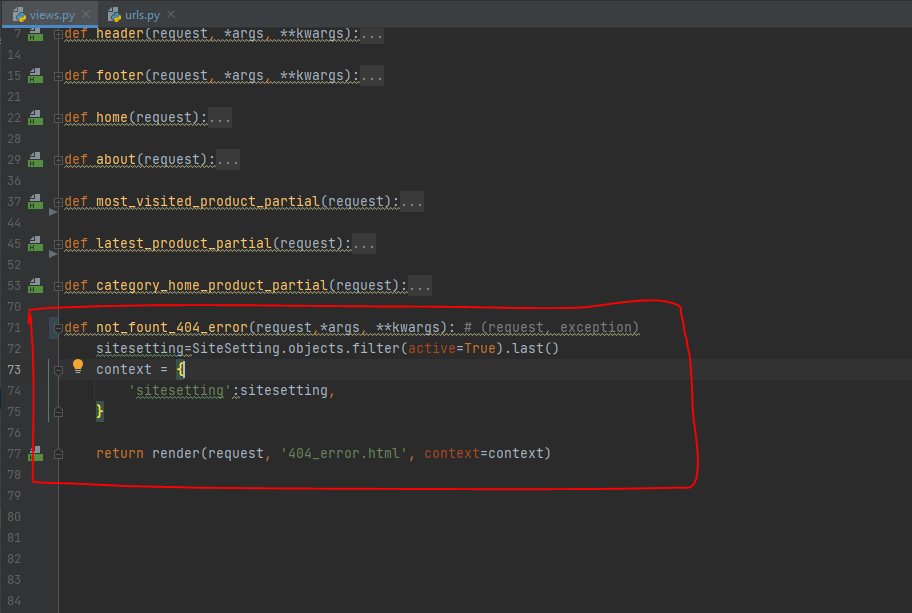 views.py urls.py
7 def header(request, *args, **kwargs):...
14
15 def footer(request, *args, **kwargs):...
21
22 def home(request):...
28
29 def about(request):...
36
37 def most_visited_product_partial(request):...
44
45 def latest_product_partial(request):...
52
53 def category_home_product_partial(request):...
70
71 def not_fount_404_error(request,*args, **kwargs): # (request, exception)
72 sitesetting=SiteSetting.objects.filter(active=True).last()
73 context = {
74 'sitesetting':sitesetting,
75 }
76
77 return render(request, '404_error.html', context=context)
78
79
80
81
82
83
84